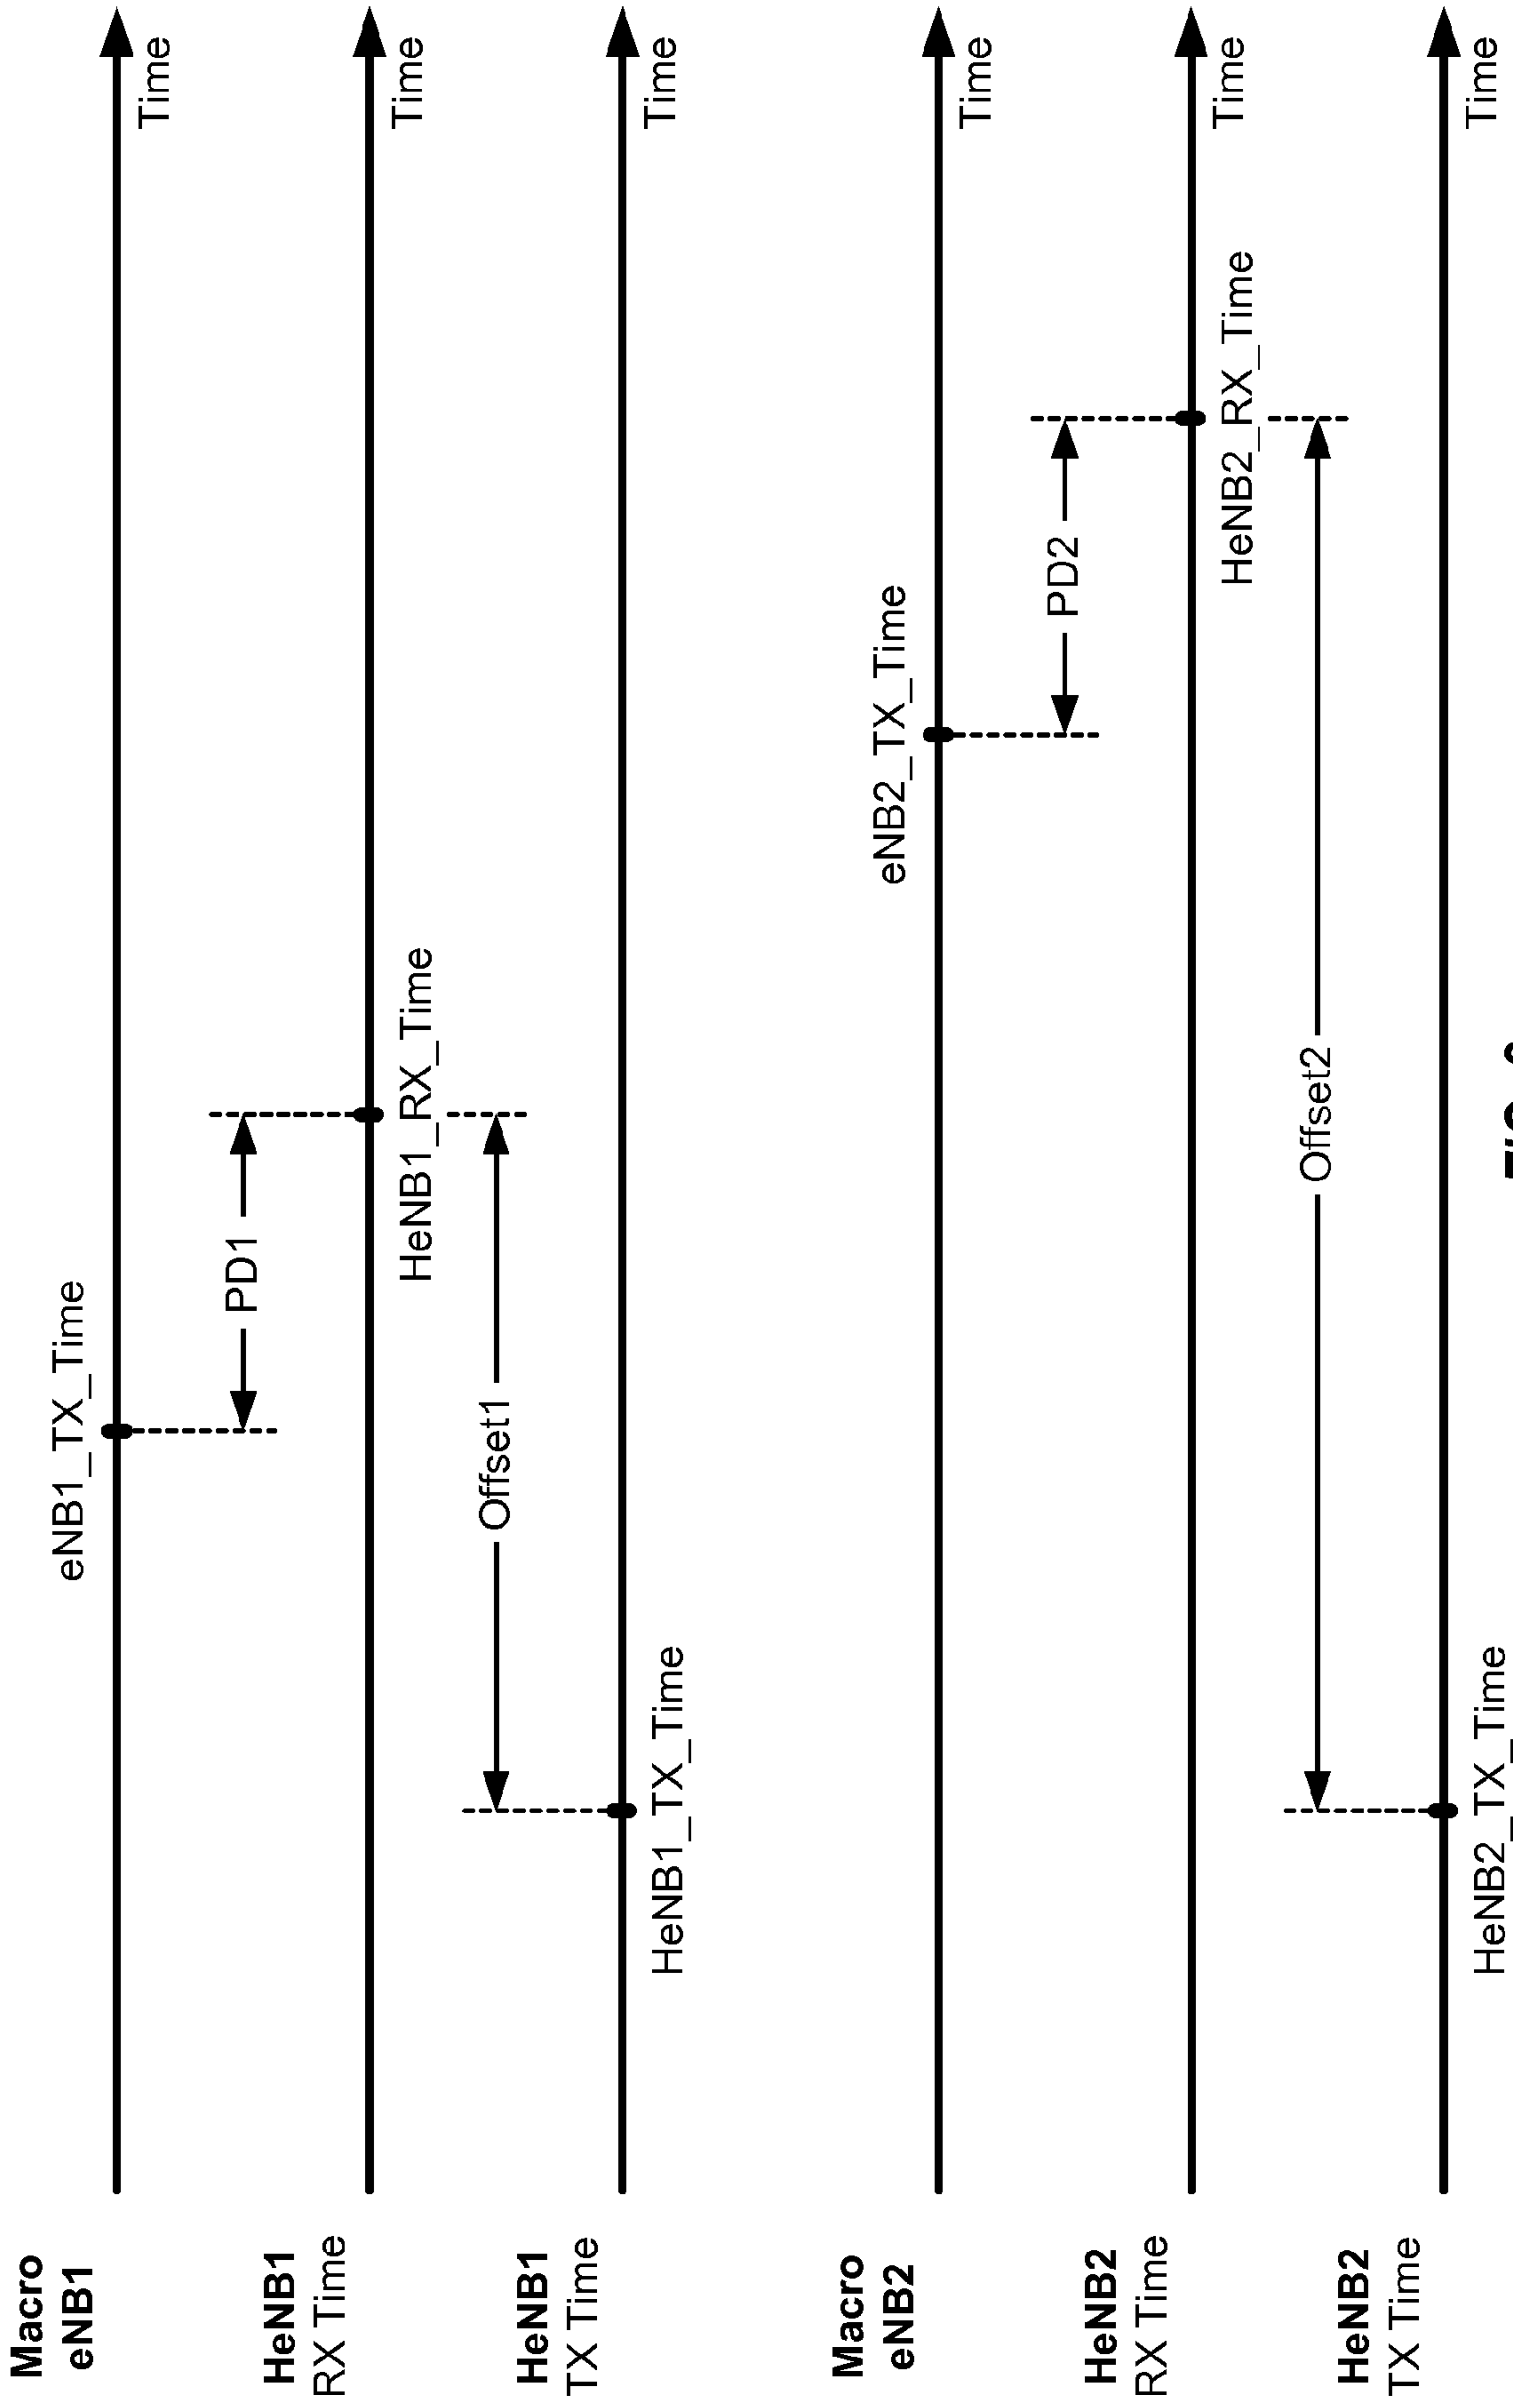 Macro
eNB1
eNB1_TX_Time
Time
PD1
HeNB1
RX Time
HeNB1_RX_Time
Time
Offset1
HeNB1
TX Time
HeNB1_TX_Time
Time
Macro
eNB2
eNB2_TX_Time
Time
PD2
HeNB2
RX Time
HeNB2_RX_Time
Time
Offset2
HeNB2
TX Time
HeNB2_TX_Time
Time